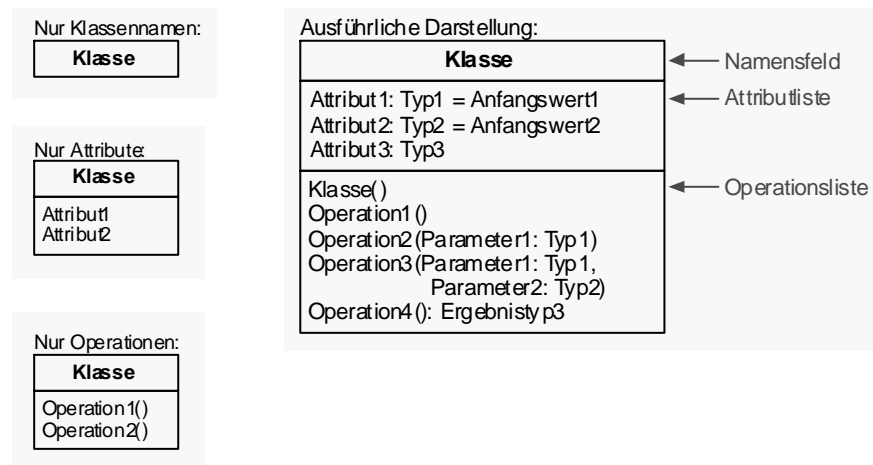 Nur Klassennamen:
Klasse
Nur Attribute:
Klasse
Attribut1
Attribut2
Nur Operationen:
Klasse
Operation1()
Operation2()
Ausführliche Darstellung:
Klasse
Attribut1: Typ1 = Anfangswert1
Attribut2: Typ2 = Anfangswert2
Attribut3: Typ3
Klasse()
Operation1()
Operation2(Parameter1: Typ1)
Operation3(Parameter1: Typ1,
Parameter2: Typ2)
Operation4(): Ergebnistyp3
Namensfeld
Attributliste
Operationsliste